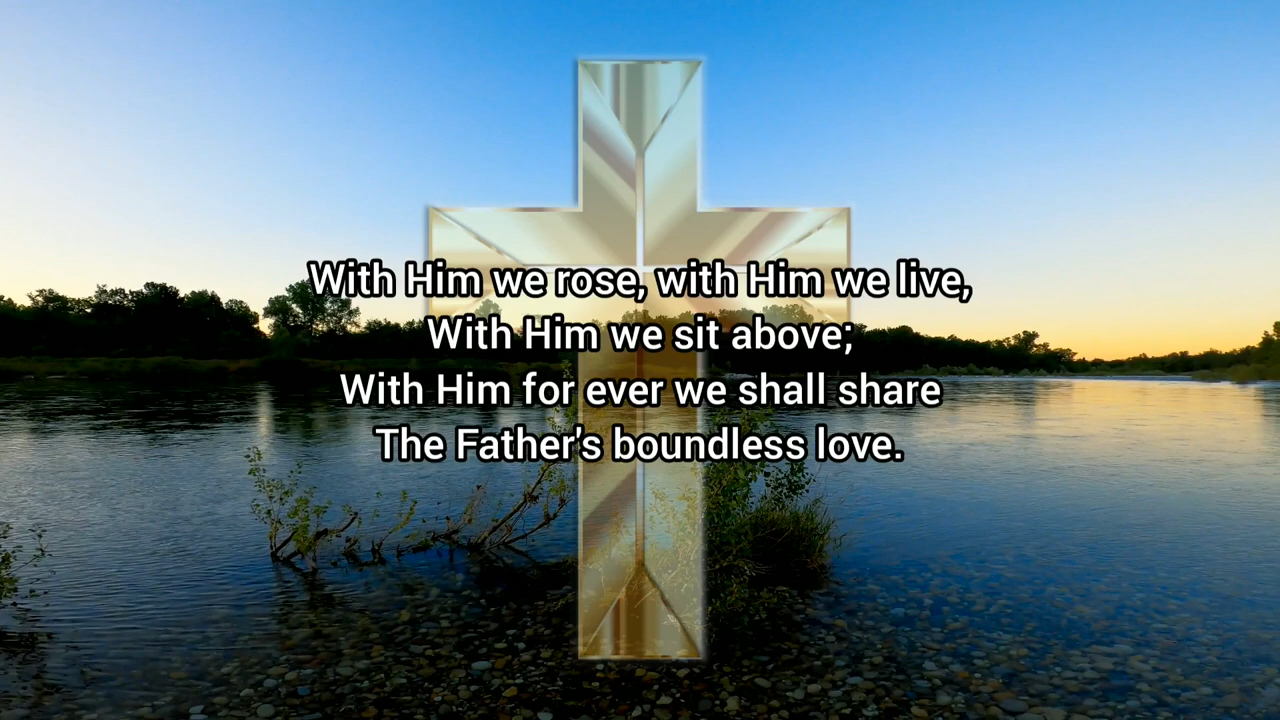 With Him we rose, with Him we live,
With Him we sit above;
With Him for ever we shall share
The Father's boundless love.